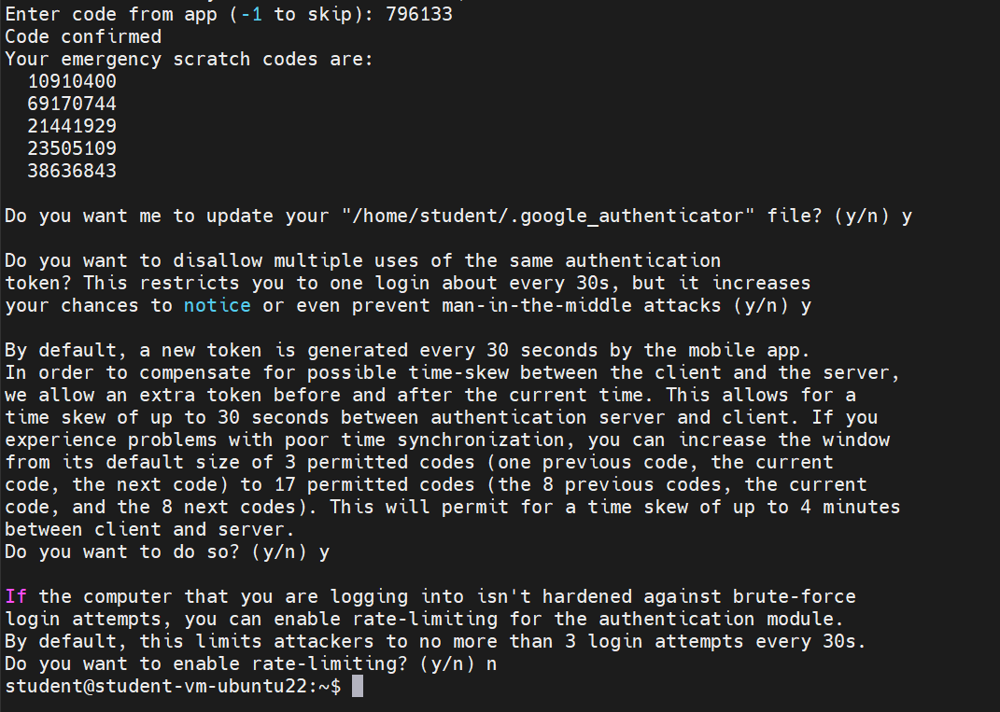 Enter code from app (-1 to skip): 796133
Code confirmed
Your emergency scratch codes are:
  10910400
  69170744
  21441929
  23505109
  38636843

Do you want me to update your "/home/student/.google_authenticator" file? (y/n) y

Do you want to disallow multiple uses of the same authentication
token? This restricts you to one login about every 30s, but it increases
your chances to notice or even prevent man-in-the-middle attacks (y/n) y

By default, a new token is generated every 30 seconds by the mobile app.
In order to compensate for possible time-skew between the client and the server,
we allow an extra token before and after the current time. This allows for a
time skew of up to 30 seconds between authentication server and client. If you
experience problems with poor time synchronization, you can increase the window
from its default size of 3 permitted codes (one previous code, the current
code, the next code) to 17 permitted codes (the 8 previous codes, the current
code, and the 8 next codes). This will permit for a time skew of up to 4 minutes
between client and server.
Do you want to do so? (y/n) y

If the computer that you are logging into isn't hardened against brute-force
login attempts, you can enable rate-limiting for the authentication module.
By default, this limits attackers to no more than 3 login attempts every 30s.
Do you want to enable rate-limiting? (y/n) n
student@student-vm-ubuntu22:~$